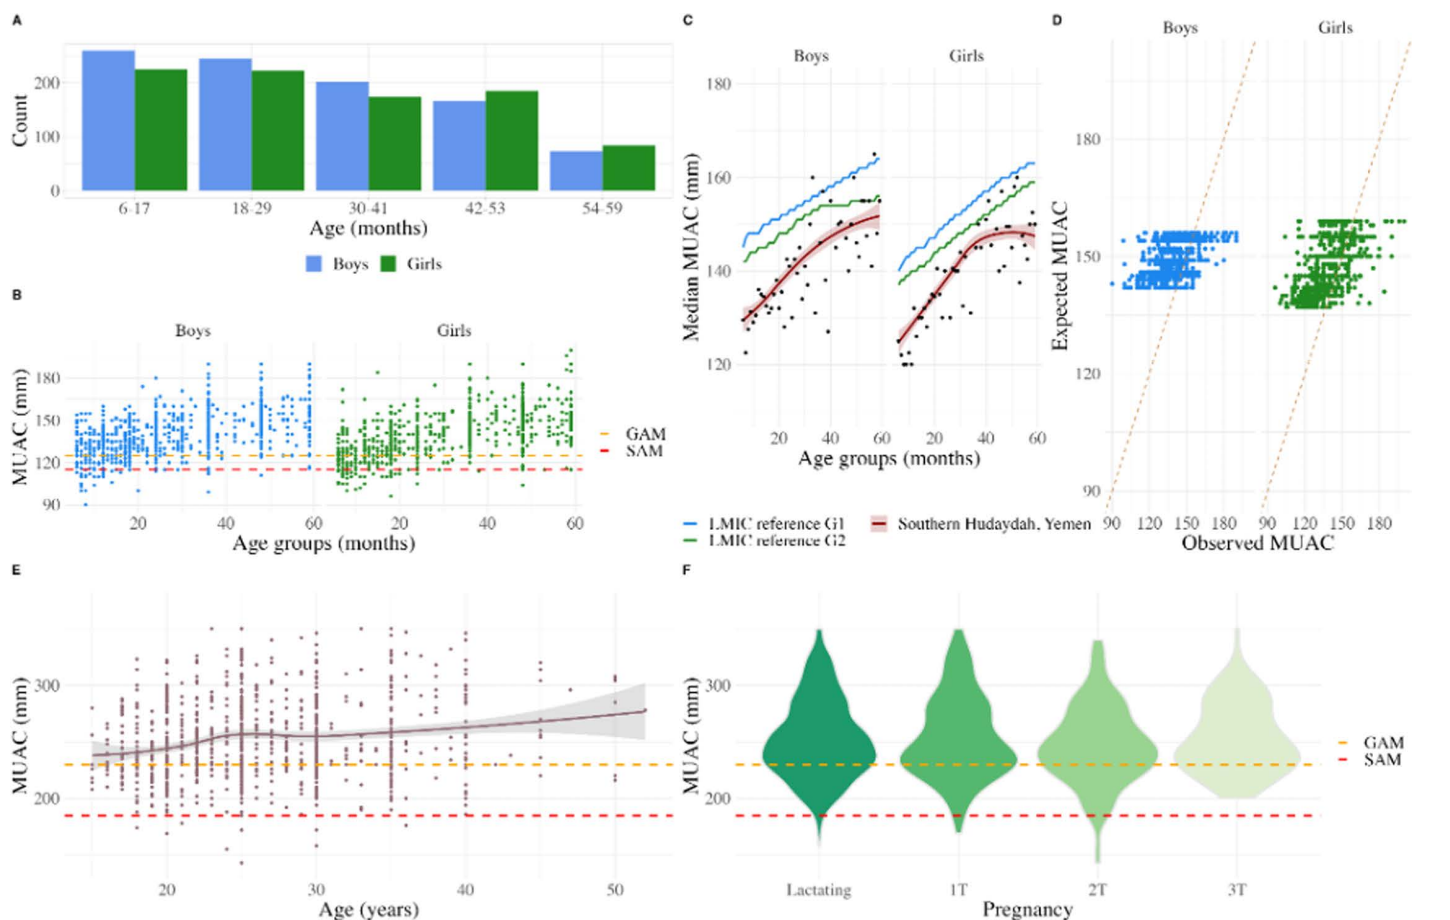 A
Count
200
100
0
6-17 18-29 30-41 42-53 54-59
Age (months)
Boys Girls
B
Boys Girls
MUAC (mm)
180
150
120
90
20 40 60 20 40 60
Age groups (months)
GAM
SAM
C
Boys Girls
Median MUAC (mm)
180
160
140
120
20 40 60 20 40 60
Age groups (months)
LMIC reference G1
LMIC reference G2
Southern Hudaydah, Yemen
D
Boys Girls
Expected MUAC
180
150
120
90
90 120 150 180 90 120 150 180
Observed MUAC
E
MUAC (mm)
300
200
20 30 40 50
Age (years)
F
MUAC (mm)
300
200
Lactating 1T 2T 3T
Pregnancy
GAM
SAM